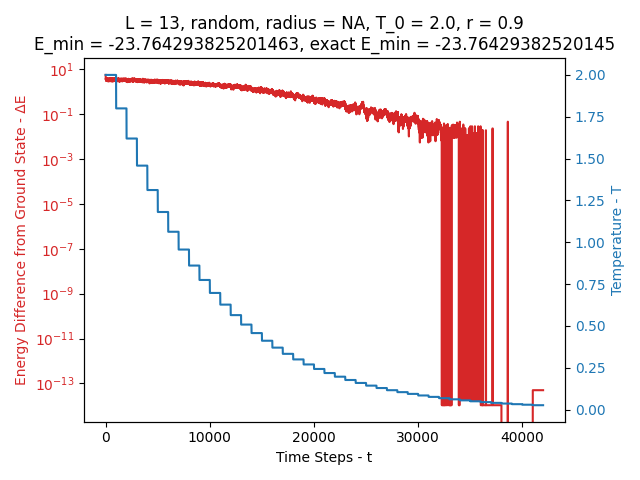 L = 13, random, radius = NA, T_0 = 2.0, r = 0.9
E_min = -23.764293825201463, exact E_min = -23.76429382520145
Energy Difference from Ground State - ΔE
10^1
10^-1
10^-3
10^-5
10^-7
10^-9
10^-11
10^-13
2.00
1.75
1.50
1.25
1.00
0.75
0.50
0.25
0.00
Temperature - T
0 10000 20000 30000 40000
Time Steps - t